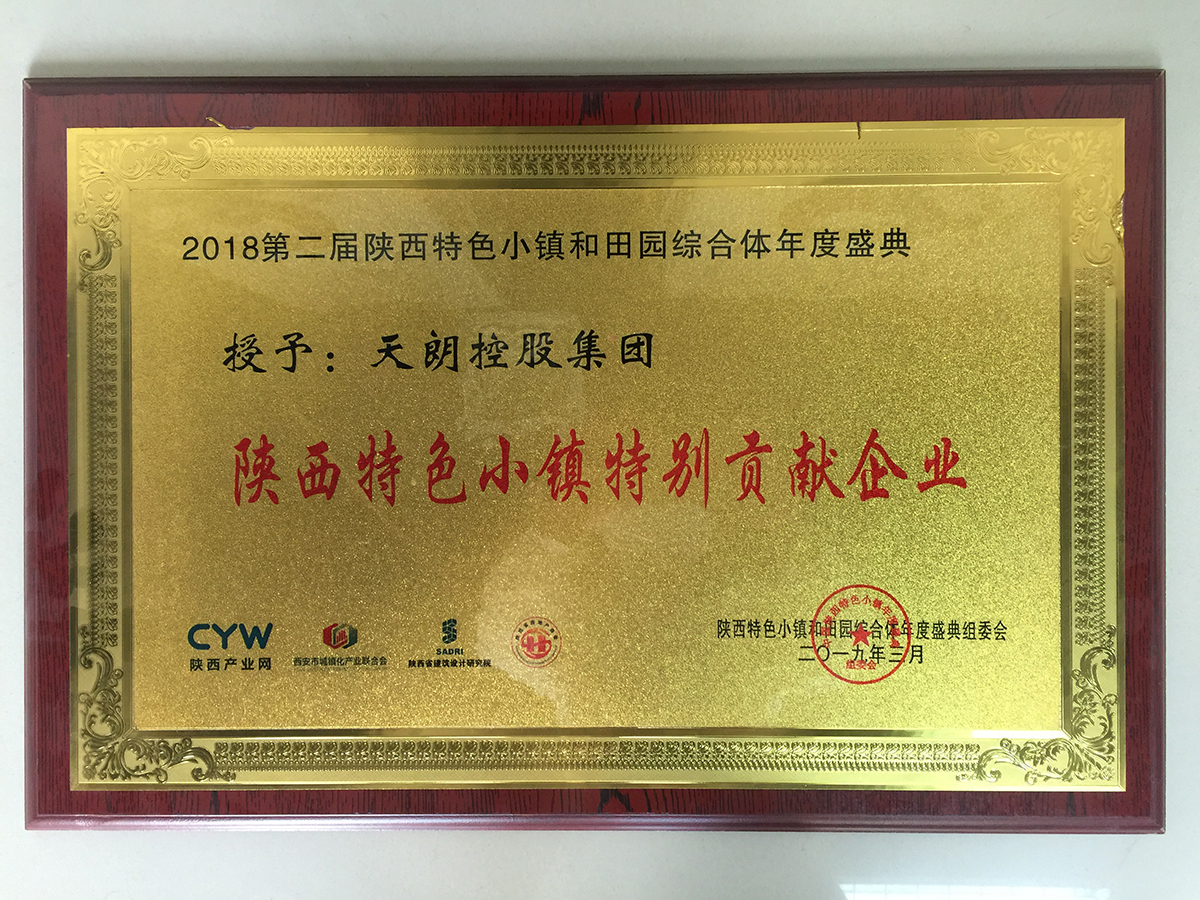 2018第二届陕西特色小镇和田园综合体年度盛典
授予：天朗控股集团
陕西特色小镇特别贡献企业
CYW
陕西产业网
西安市城镇化产业联合会
SADRI
陕西省建筑设计研究院
陕西特色小镇和田园综合体年度盛典组委会
二〇一九年三月
组委会